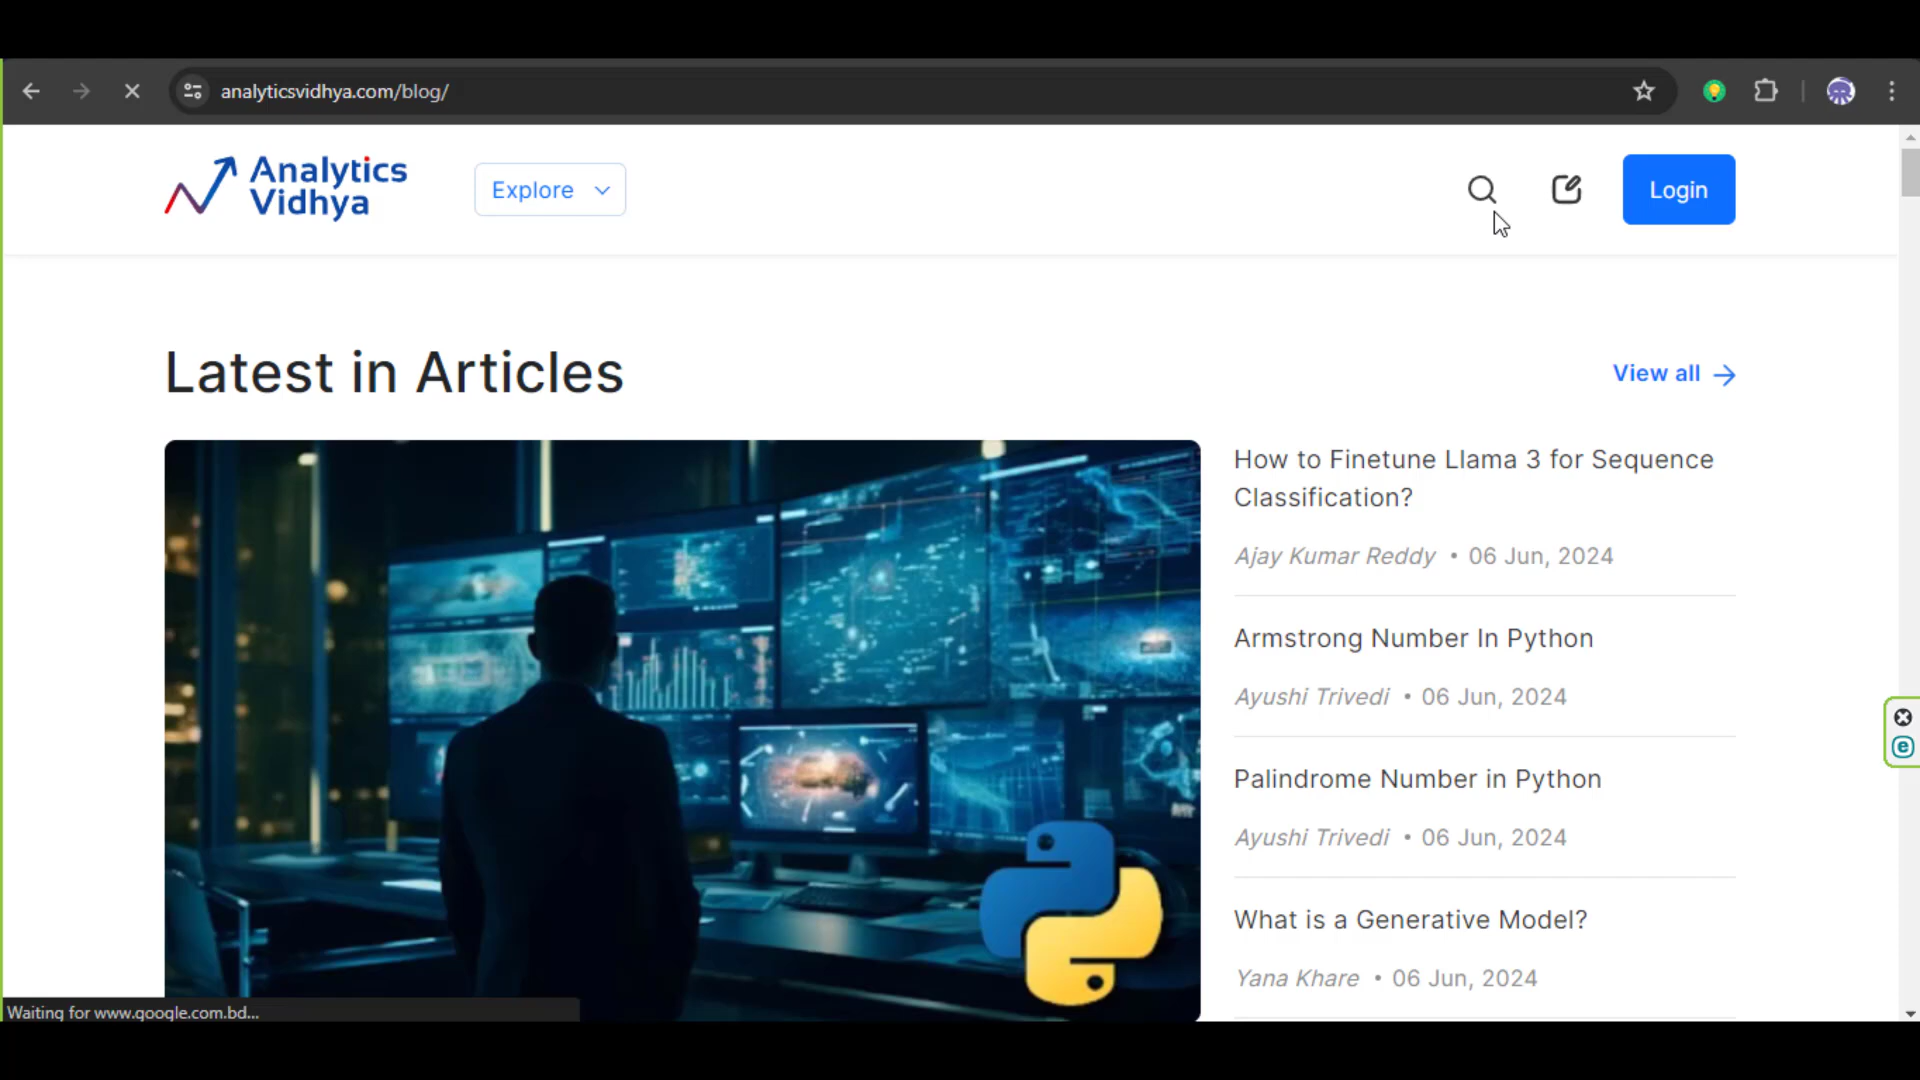 analyticsvidhya.com/blog/
Analytics
Vidhya
Explore
Login
Latest in Articles
View all
How to Finetune Llama 3 for Sequence
Classification?
Ajay Kumar Reddy • 06 Jun, 2024
Armstrong Number In Python
Ayushi Trivedi • 06 Jun, 2024
Palindrome Number in Python
Ayushi Trivedi • 06 Jun, 2024
What is a Generative Model?
Yana Khare • 06 Jun, 2024
Waiting for www.google.com.bd...